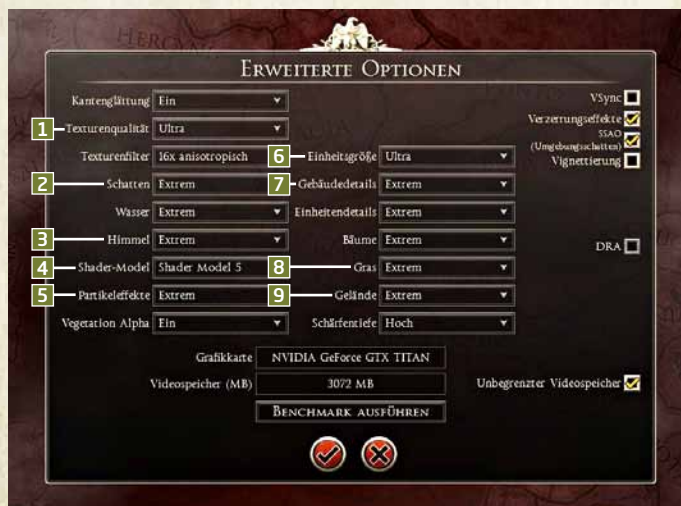 ERWEITERTE OPTIONEN
Kantenglättung Ein
VSync
1 Texturenqualität Ultra
Verzerrungseffekte
SSAO
(Umgebungsschatten)
Texturenfilter 16x anisotropisch
6 Einheitsgröße Ultra
Vignettierung
2 Schatten Extrem
7 Gebäudedetails Extrem
Wasser Extrem
Einheitendetails Extrem
3 Himmel Extrem
Bäume Extrem
DRA
4 Shader-Model Shader Model 5
8 Gras Extrem
5 Partikeleffekte Extrem
9 Gelände Extrem
Vegetation Alpha Ein
Schärfentiefe Hoch
Grafikkarte NVIDIA GeForce GTX TITAN
Videospeicher (MB) 3072 MB
Unbegrenzter Videospeicher
BENCHMARK AUSFÜHREN